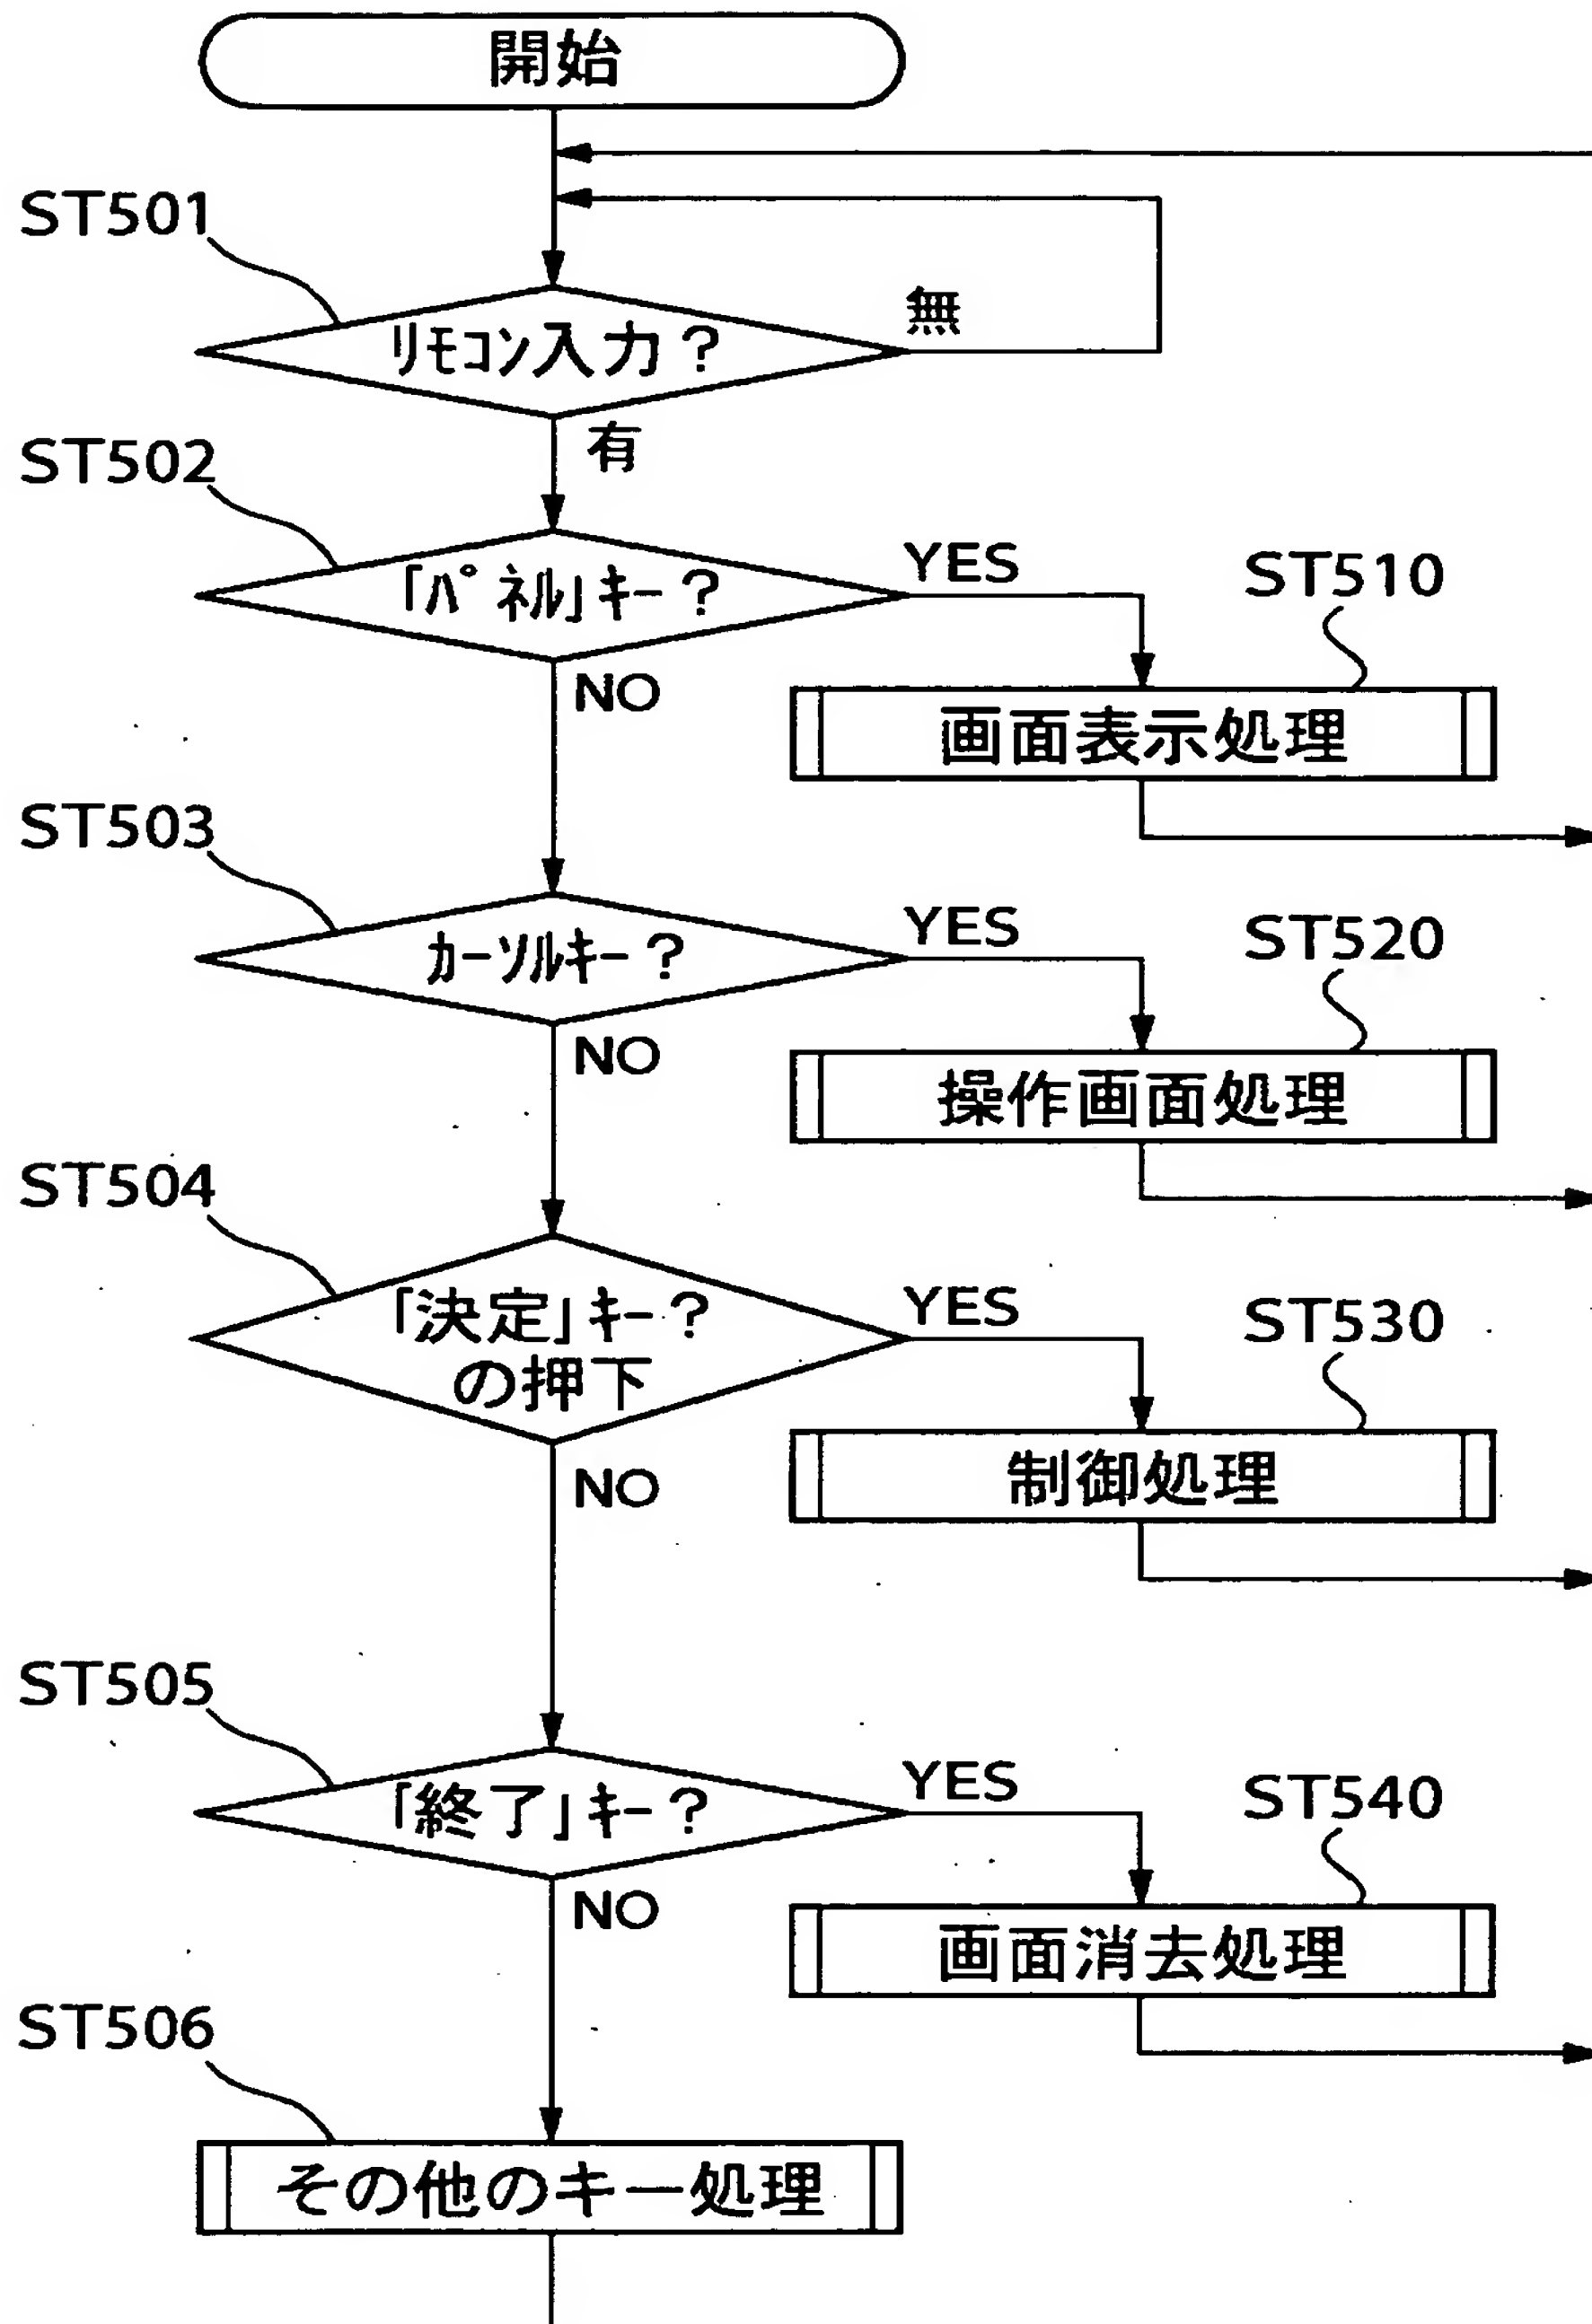 開始
ST501
無
ﾘﾓｺﾝ入力？
有
ST502
YES
ST510
｢ﾊﾟﾈﾙ｣ｷｰ？
NO
画面表示処理
ST503
YES
ST520
ｶｰｿﾙｷｰ？
NO
操作画面処理
ST504
YES
ST530
｢決定｣ｷｰ？
の押下
NO
制御処理
ST505
YES
ST540
｢終了｣ｷｰ？
NO
画面消去処理
ST506
その他のキー処理